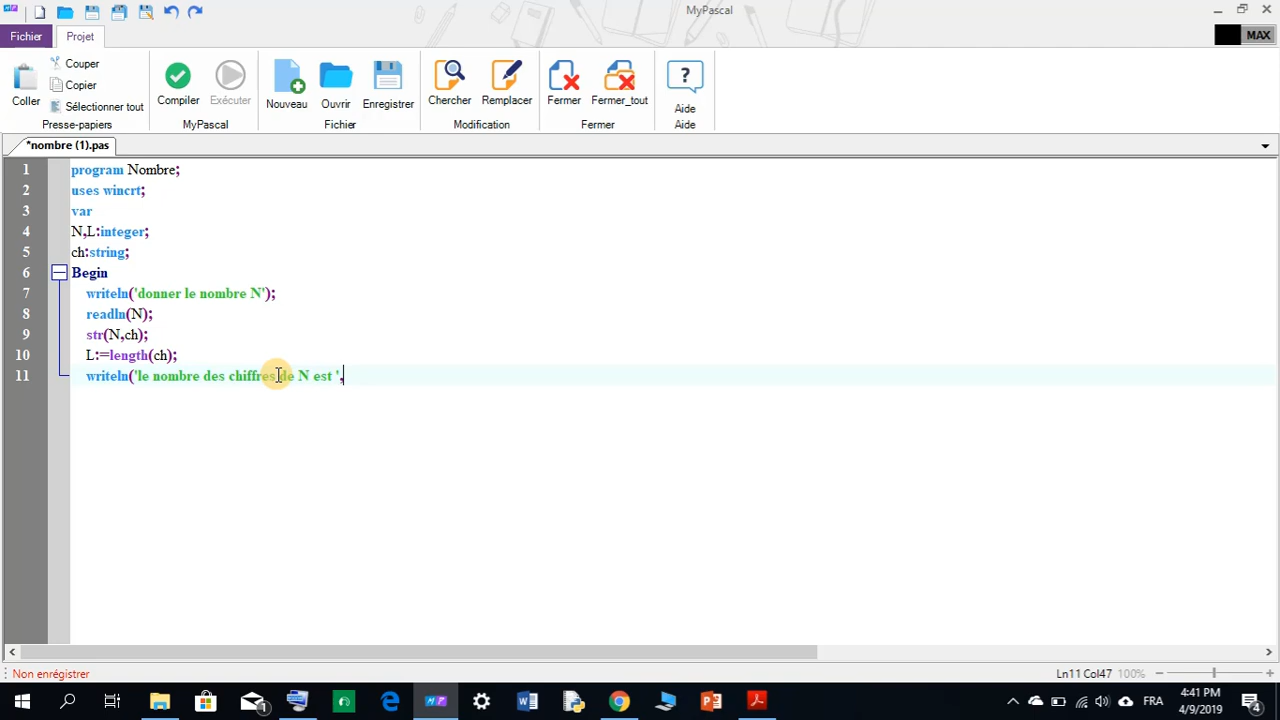 MyPascal
Fichier
Projet
MAX
Coller
Couper
Copier
Sélectionner tout
Presse-papiers
Compiler
Exécuter
MyPascal
Nouveau
Ouvrir
Enregistrer
Fichier
Chercher
Remplacer
Modification
Fermer
Fermer_tout
Fermer
?
Aide
Aide
*nombre (1).pas
1 program Nombre;
2 uses wincrt;
3 var
4 N,L:integer;
5 ch:string;
6 Begin
7 writeln('donner le nombre N');
8 readln(N);
9 str(N,ch);
10 L:=length(ch);
11 writeln('le nombre des chiffres de N est ',
Non enrégistrer
Ln11 Col47 100%
FRA
4:41 PM
4/9/2019
1
4